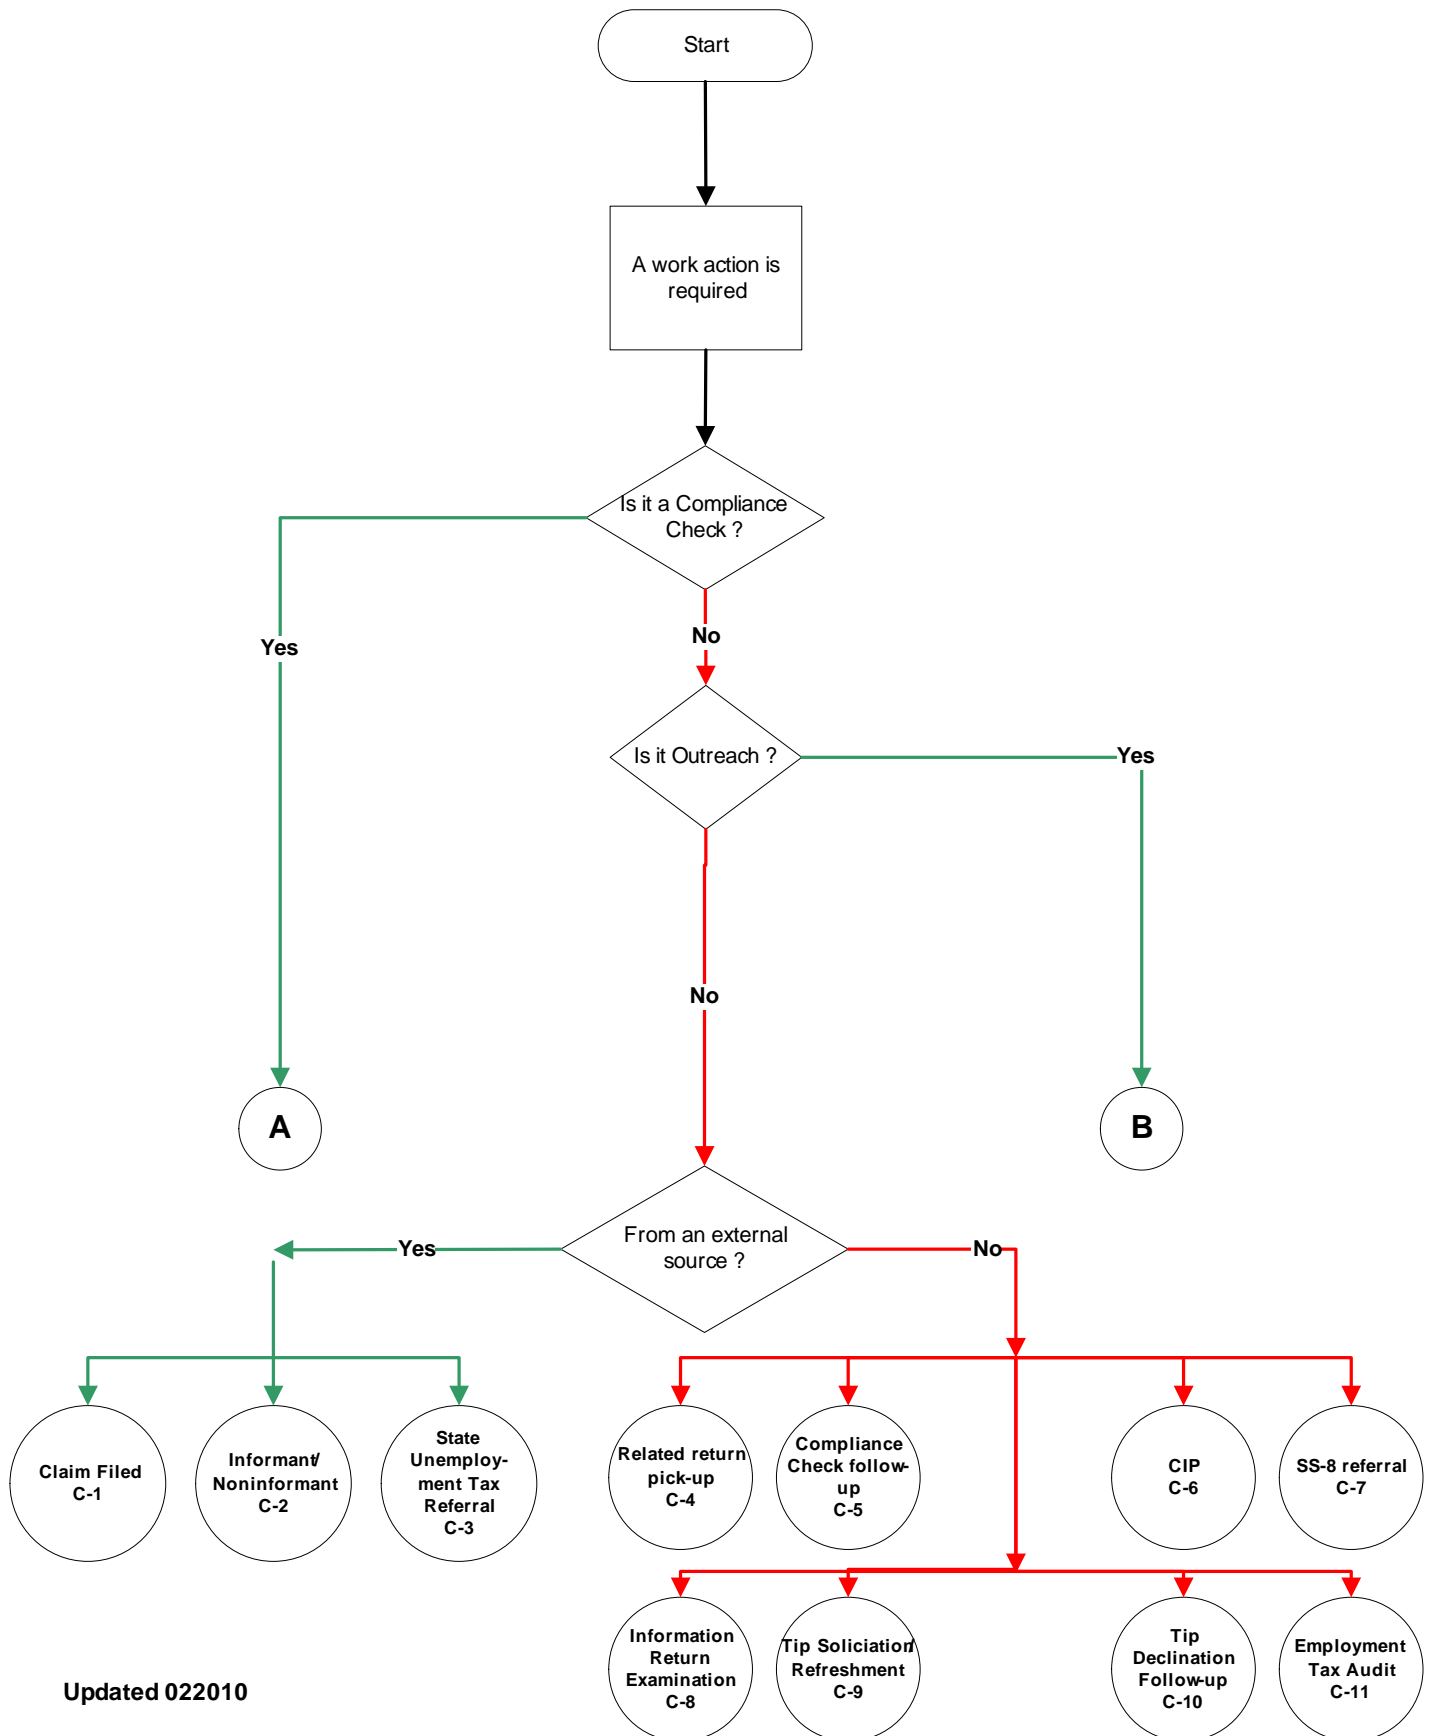 Start
A work action is
required
Is it a Compliance
Check ?
Yes
No
Is it Outreach ?
Yes
No
A
B
From an external
source ?
Yes
No
Claim Filed
C-1
Informant/
Noninformant
C-2
State
Unemploy-
ment Tax
Referral
C-3
Related return
pick-up
C-4
Compliance
Check follow-
up
C-5
CIP
C-6
SS-8 referral
C-7
Information
Return
Examination
C-8
Tip Soliciation/
Refreshment
C-9
Tip
Declination
Follow-up
C-10
Employment
Tax Audit
C-11
Updated 022010